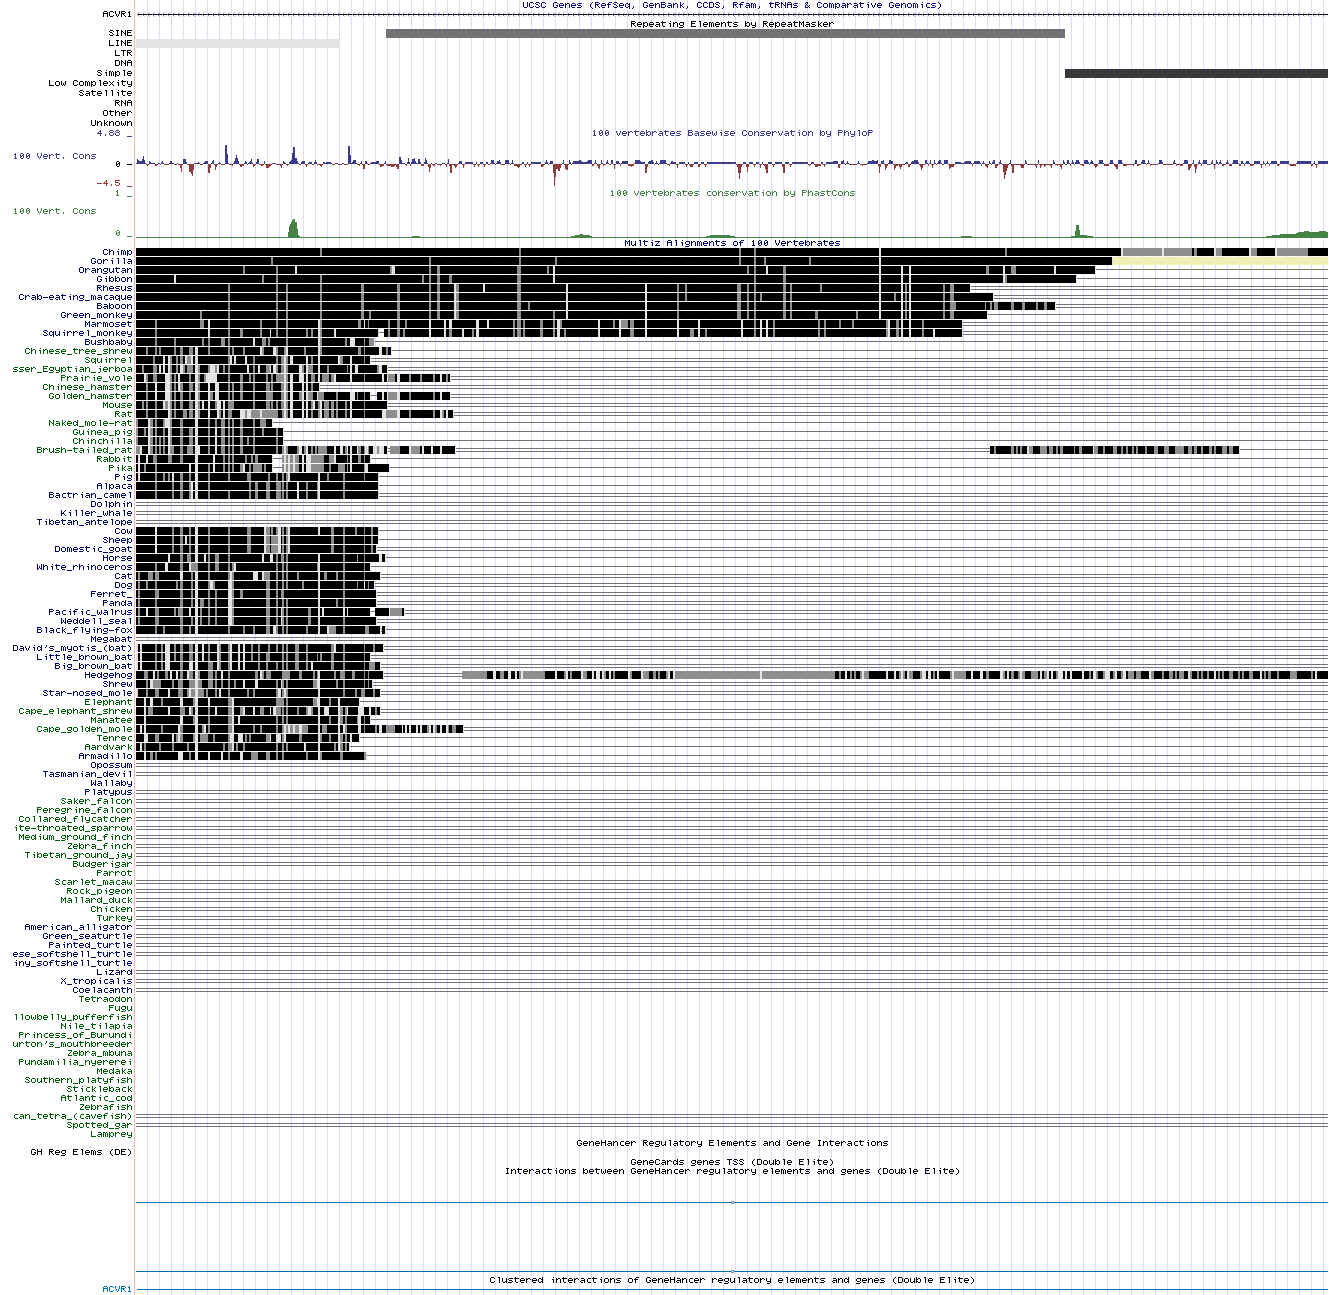 UCSC Genes (RefSeq, GenBank, CCDS, Rfam, tRNAs & Comparative Genomics)
ACVR1
Repeating Elements by RepeatMasker
SINE
LINE
LTR
DNA
Simple
Low Complexity
Satellite
RNA
Other
Unknown
4.88 _
100 vertebrates Basewise Conservation by PhyloP
100 Vert. Cons
0 _
-4.5 _
1 _
100 vertebrates conservation by PhastCons
100 Vert. Cons
0 _
Multiz Alignments of 100 Vertebrates
Chimp
Gorilla
Orangutan
Gibbon
Rhesus
Crab-eating_macaque
Baboon
Green_monkey
Marmoset
Squirrel_monkey
Bushbaby
Chinese_tree_shrew
Squirrel
sser_Egyptian_jerboa
Prairie_vole
Chinese_hamster
Golden_hamster
Mouse
Rat
Naked_mole-rat
Guinea_pig
Chinchilla
Brush-tailed_rat
Rabbit
Pika
Pig
Alpaca
Bactrian_camel
Dolphin
Killer_whale
Tibetan_antelope
Cow
Sheep
Domestic_goat
Horse
White_rhinoceros
Cat
Dog
Ferret_
Panda
Pacific_walrus
Weddell_seal
Black_flying-fox
Megabat
David's_myotis_(bat)
Little_brown_bat
Big_brown_bat
Hedgehog
Shrew
Star-nosed_mole
Elephant
Cape_elephant_shrew
Manatee
Cape_golden_mole
Tenrec
Aardvark
Armadillo
Opossum
Tasmanian_devil
Wallaby
Platypus
Saker_falcon
Peregrine_falcon
Collared_flycatcher
ite-throated_sparrow
Medium_ground_finch
Zebra_finch
Tibetan_ground_jay
Budgerigar
Parrot
Scarlet_macaw
Rock_pigeon
Mallard_duck
Chicken
Turkey
American_alligator
Green_seaturtle
Painted_turtle
ese_softshell_turtle
iny_softshell_turtle
Lizard
X_tropicalis
Coelacanth
Tetraodon
Fugu
llowbelly_pufferfish
Nile_tilapia
Princess_of_Burundi
urton's_mouthbreeder
Zebra_mbuna
Pundamilia_nyererei
Medaka
Southern_platyfish
Stickleback
Atlantic_cod
Zebrafish
can_tetra_(cavefish)
Spotted_gar
Lamprey
GeneHancer Regulatory Elements and Gene Interactions
GH Reg Elems (DE)
GeneCards genes TSS (Double Elite)
Interactions between GeneHancer regulatory elements and genes (Double Elite)
Clustered interactions of GeneHancer regulatory elements and genes (Double Elite)
ACVR1